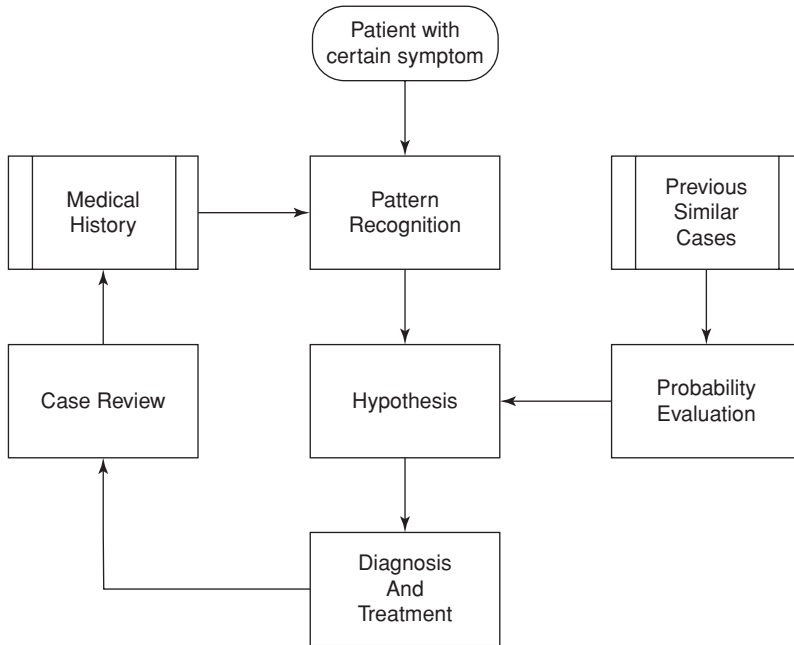 Patient with
certain symptom
Medical
History
Pattern
Recognition
Previous
Similar
Cases
Case Review
Hypothesis
Probability
Evaluation
Diagnosis
And
Treatment